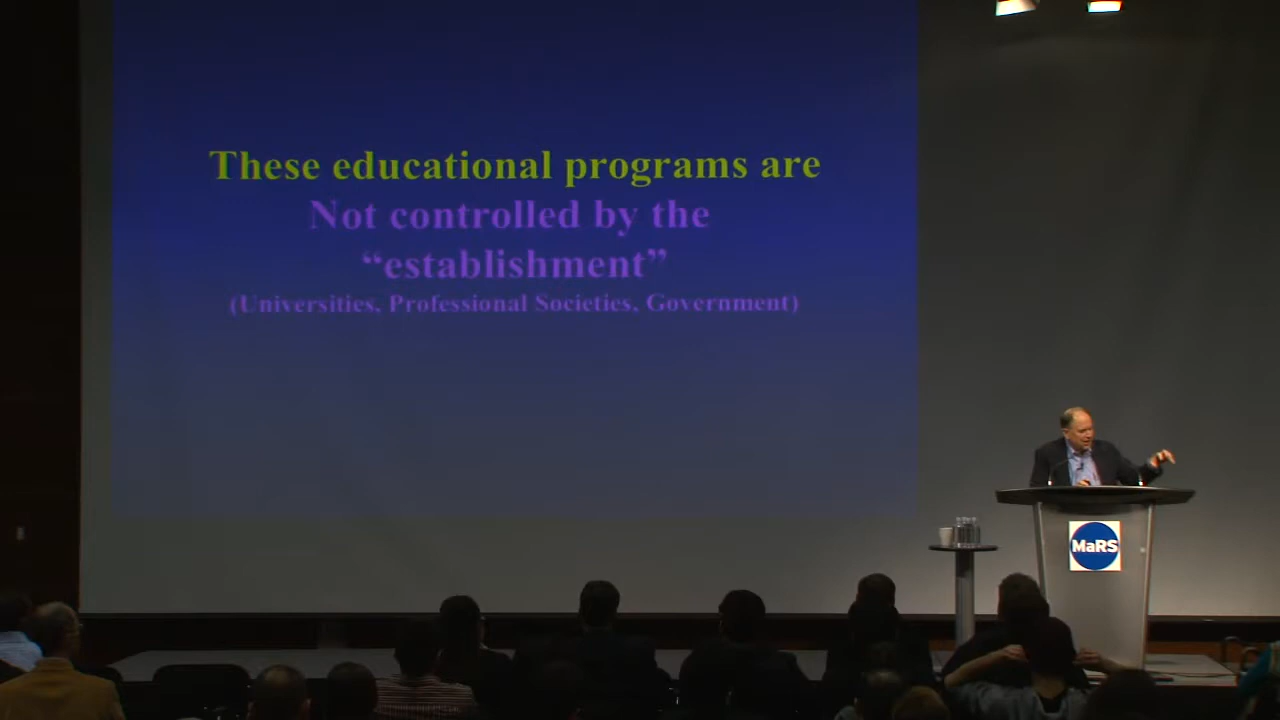 These educational programs are
Not controlled by the
“establishment”
(Universities, Professional Societies, Government)
MaRS